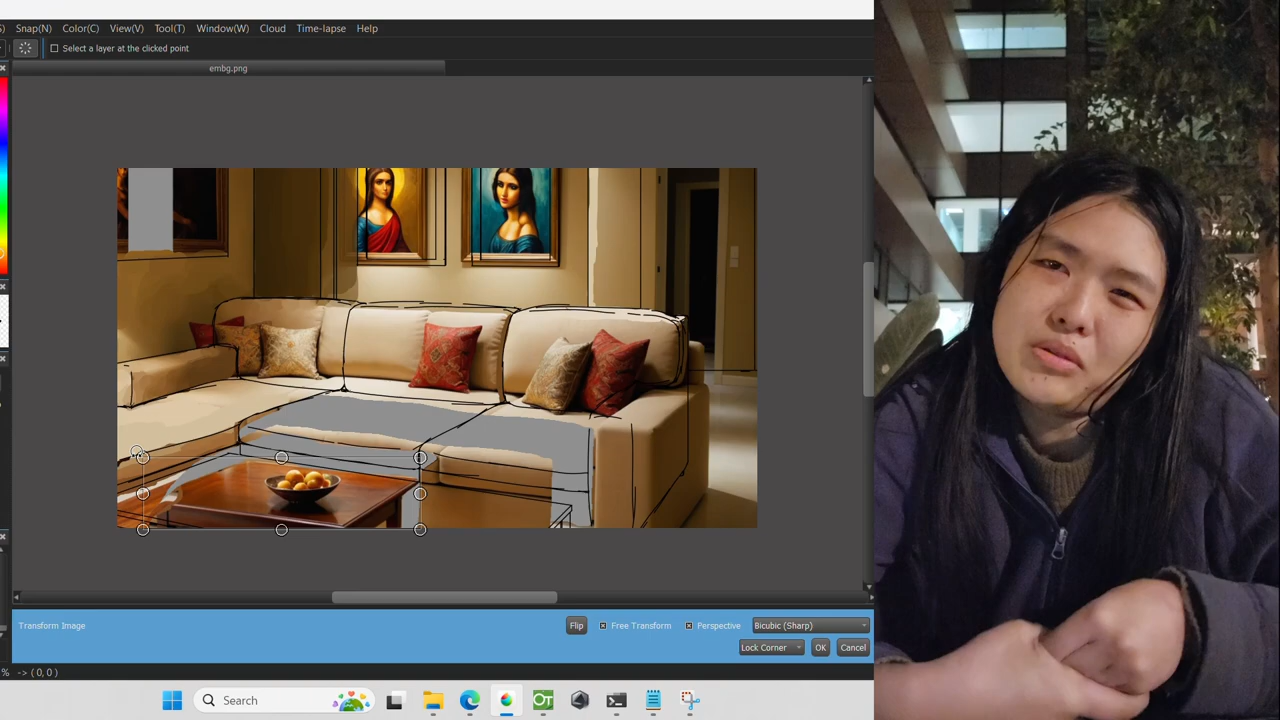 Snap(N) Color(C) View(V) Tool(T) Window(W) Cloud Time-lapse Help
Select a layer at the clicked point
embg.png
Transform Image Flip Free Transform Perspective Bicubic (Sharp)
Lock Corner OK Cancel
% -> ( 0, 0 )
Search